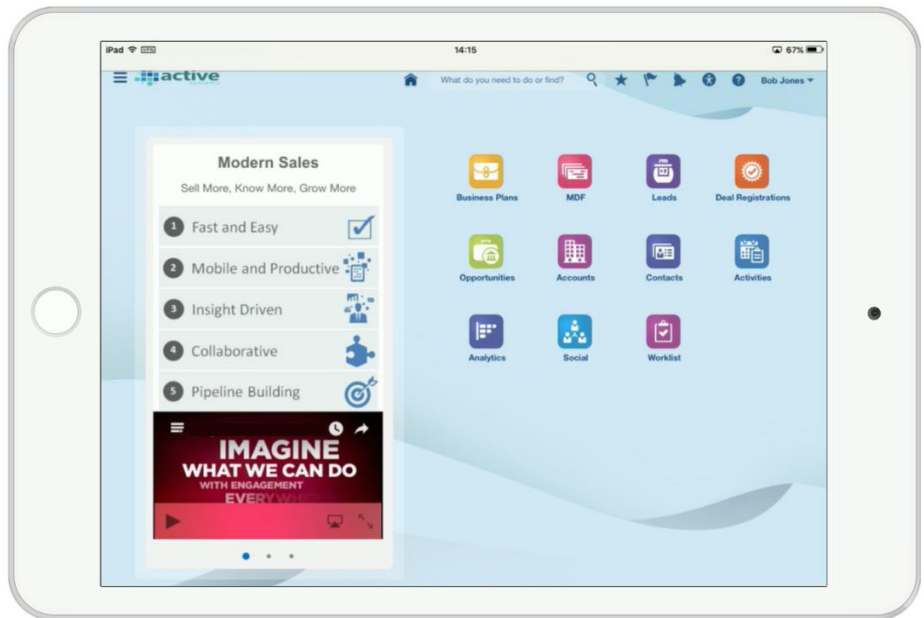 iPad VPN 14:15 67%
active
What do you need to do or find? Bob Jones
Modern Sales
Sell More, Know More, Grow More
1 Fast and Easy
2 Mobile and Productive
3 Insight Driven
4 Collaborative
5 Pipeline Building
IMAGINE
WHAT WE CAN DO
WITH ENGAGEMENT
Business Plans MDF Leads Deal Registrations
Opportunities Accounts Contacts Activities
Analytics Social Worklist